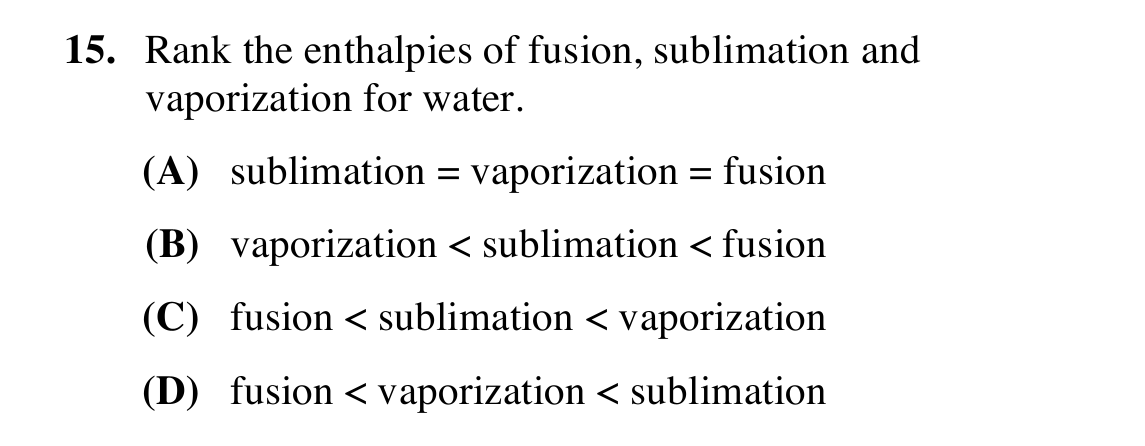 15. Rank the enthalpies of fusion, sublimation and
vaporization for water.
(A) sublimation = vaporization = fusion
(B) vaporization < sublimation < fusion
(C) fusion < sublimation < vaporization
(D) fusion < vaporization < sublimation